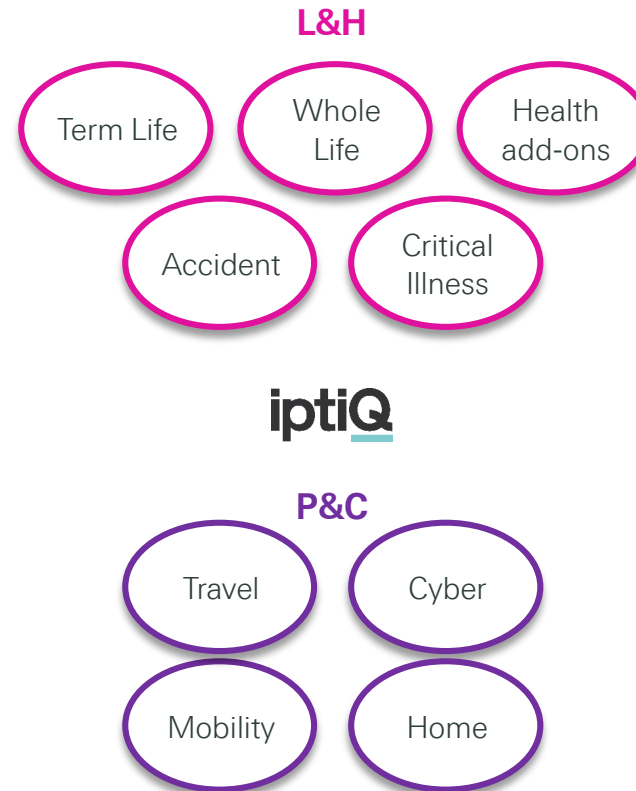 L&H
Term Life
Whole
Life
Health
add-ons
Accident
Critical
Illness
iptiQ
P&C
Travel
Cyber
Mobility
Home